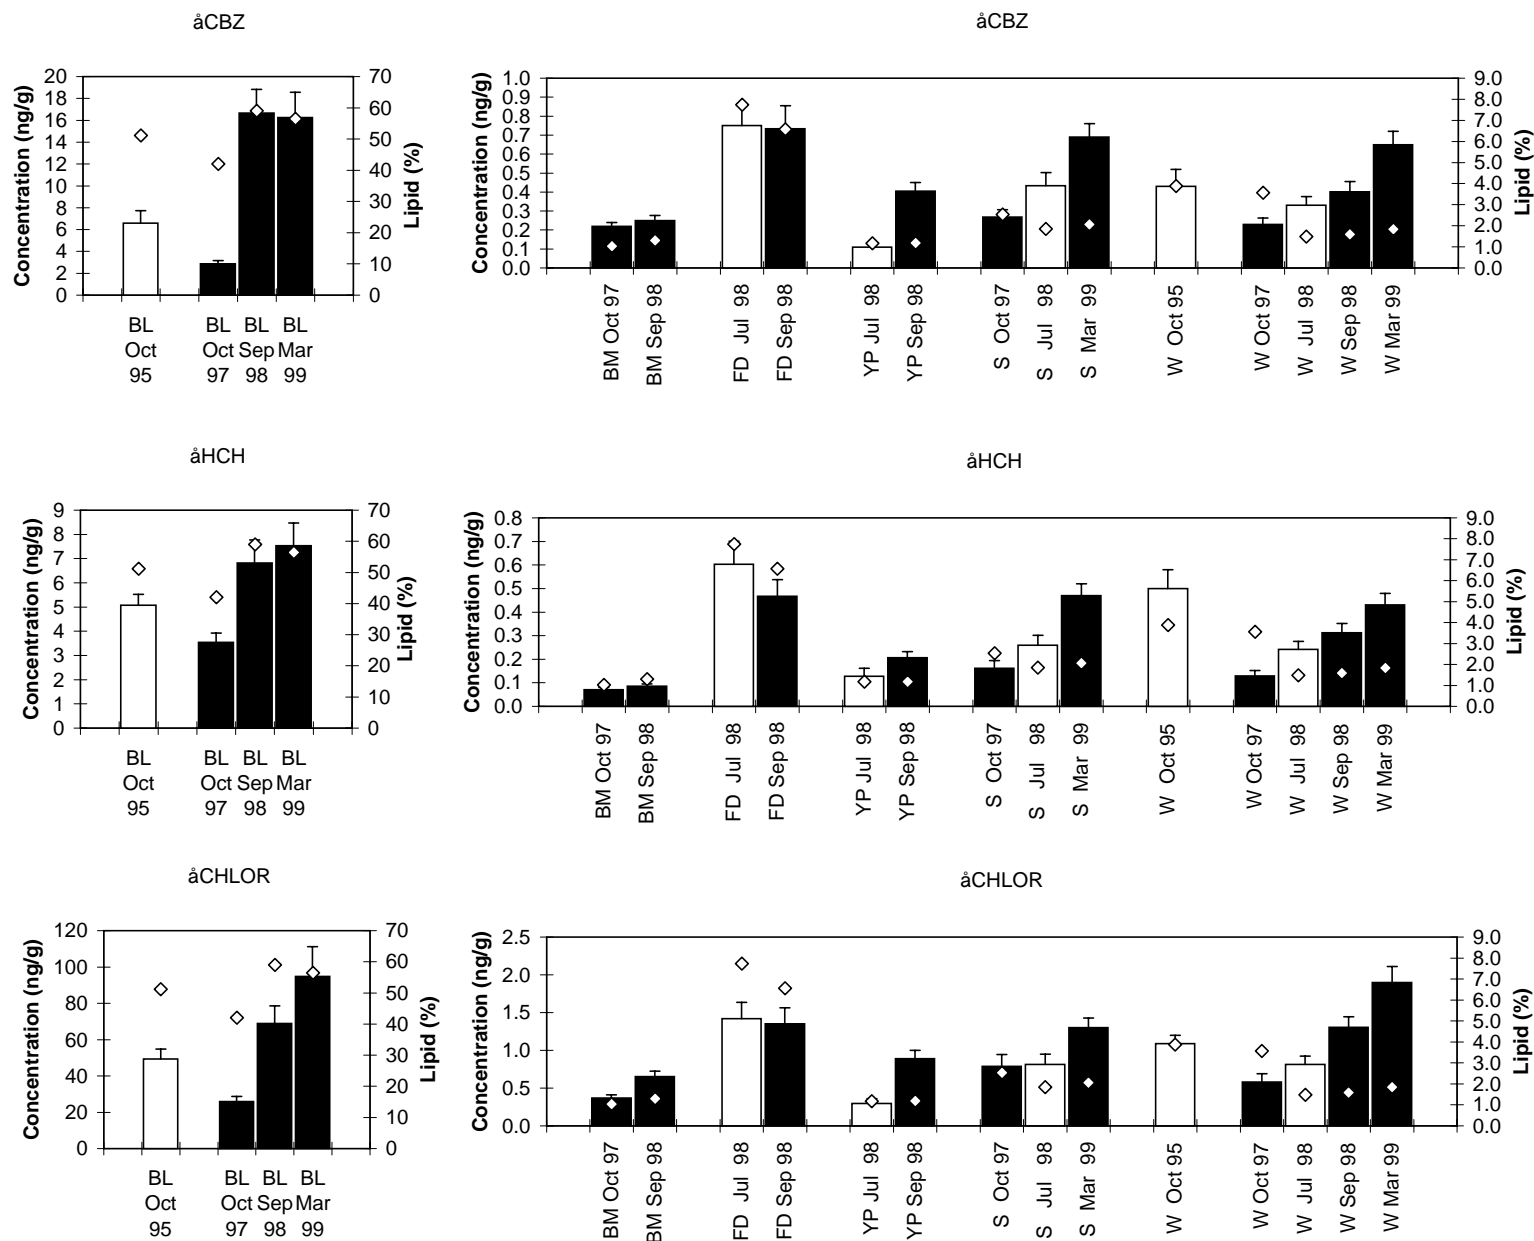 åCBZ
Concentration (ng/g)
20
18
16
14
12
10
8
6
4
2
0
70
60
50
40
30
20
10
0
Lipid (%)
BL BL BL BL
Oct Oct Sep Mar
95 97 98 99
åCBZ
Concentration (ng/g)
1.0
0.9
0.8
0.7
0.6
0.5
0.4
0.3
0.2
0.1
0.0
9.0
8.0
7.0
6.0
5.0
4.0
3.0
2.0
1.0
0.0
Lipid (%)
BM Oct 97
BM Sep 98
FD Jul 98
FD Sep 98
YP Jul 98
YP Sep 98
S Oct 97
S Jul 98
S Mar 99
W Oct 95
W Oct 97
W Jul 98
W Sep 98
W Mar 99
åHCH
Concentration (ng/g)
9
8
7
6
5
4
3
2
1
0
70
60
50
40
30
20
10
0
Lipid (%)
BL BL BL BL
Oct Oct Sep Mar
95 97 98 99
åHCH
Concentration (ng/g)
0.8
0.7
0.6
0.5
0.4
0.3
0.2
0.1
0.0
9.0
8.0
7.0
6.0
5.0
4.0
3.0
2.0
1.0
0.0
Lipid (%)
BM Oct 97
BM Sep 98
FD Jul 98
FD Sep 98
YP Jul 98
YP Sep 98
S Oct 97
S Jul 98
S Mar 99
W Oct 95
W Oct 97
W Jul 98
W Sep 98
W Mar 99
åCHLOR
Concentration (ng/g)
120
100
80
60
40
20
0
70
60
50
40
30
20
10
0
Lipid (%)
BL BL BL BL
Oct Oct Sep Mar
95 97 98 99
åCHLOR
Concentration (ng/g)
2.5
2.0
1.5
1.0
0.5
0.0
9.0
8.0
7.0
6.0
5.0
4.0
3.0
2.0
1.0
0.0
Lipid (%)
BM Oct 97
BM Sep 98
FD Jul 98
FD Sep 98
YP Jul 98
YP Sep 98
S Oct 97
S Jul 98
S Mar 99
W Oct 95
W Oct 97
W Jul 98
W Sep 98
W Mar 99